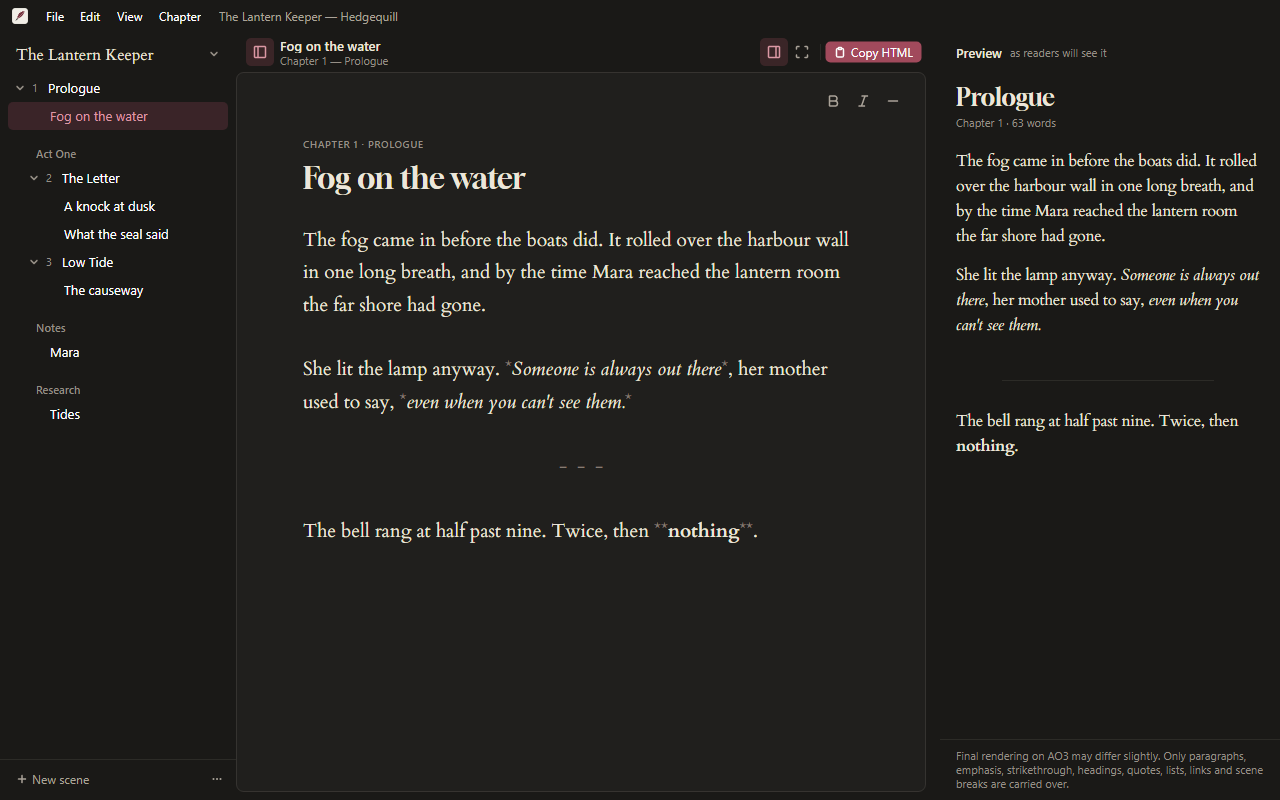 File Edit View Chapter The Lantern Keeper — Hedgequill
The Lantern Keeper
1 Prologue
Fog on the water
Act One
2 The Letter
A knock at dusk
What the seal said
3 Low Tide
The causeway
Notes
Mara
Research
Tides
+ New scene ···
Fog on the water
Chapter 1 — Prologue
Copy HTML
B I —
CHAPTER 1 · PROLOGUE
Fog on the water
The fog came in before the boats did. It rolled over the harbour wall
in one long breath, and by the time Mara reached the lantern room
the far shore had gone.
She lit the lamp anyway. *Someone is always out there*, her mother
used to say, *even when you can't see them.*
– – –
The bell rang at half past nine. Twice, then **nothing**.
Preview as readers will see it
Prologue
Chapter 1 · 63 words
The fog came in before the boats did. It rolled
over the harbour wall in one long breath, and
by the time Mara reached the lantern room
the far shore had gone.
She lit the lamp anyway. Someone is always out
there, her mother used to say, even when you
can't see them.
The bell rang at half past nine. Twice, then
nothing.
Final rendering on AO3 may differ slightly. Only paragraphs,
emphasis, strikethrough, headings, quotes, lists, links and scene
breaks are carried over.